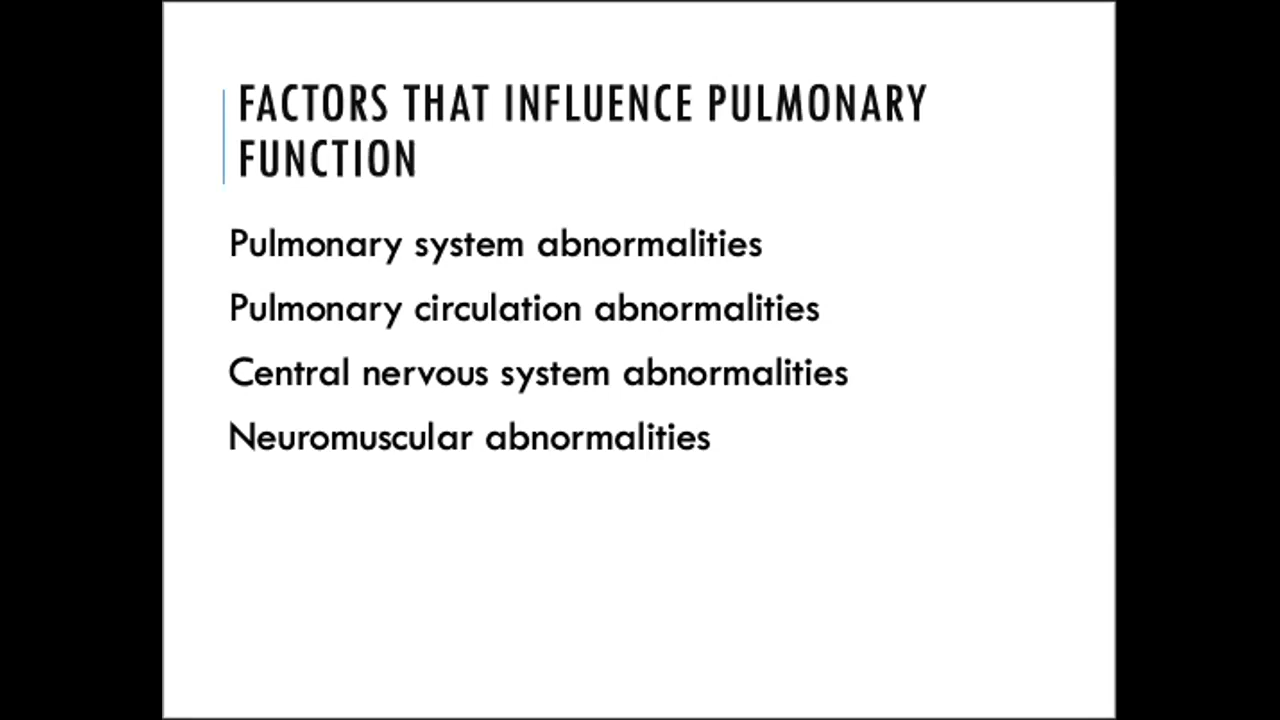 FACTORS THAT INFLUENCE PULMONARY
FUNCTION
Pulmonary system abnormalities
Pulmonary circulation abnormalities
Central nervous system abnormalities
Neuromuscular abnormalities